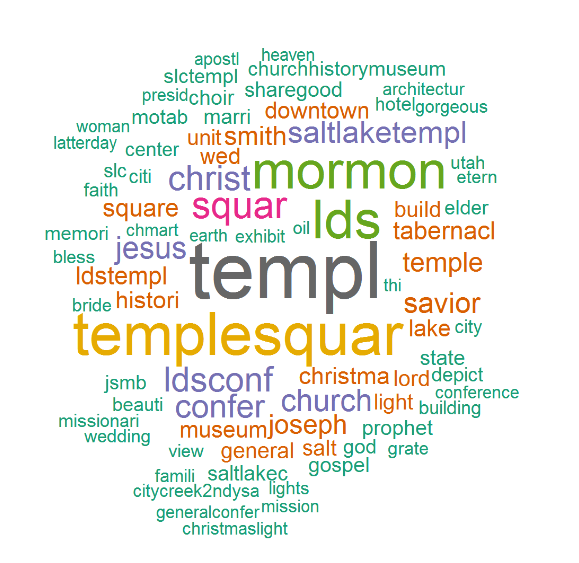 apostl heaven
slctempl churchhistorymuseum
presid choir sharegood architectur
motab marri downtown hotel gorgeous
woman unit smith saltlaketempl
latterday center wed mormon utah
slc citi christ etern
faith squar lds build elder
square tabernacl
memori chmart earth exhibit oil
bless jesus templ temple
ldstempl thi
bride histori savior
templesquar lake city
state
jsmb ldsconf christma lord depict
beauti confer church light building conference
missionari museum joseph prophet
wedding general salt god grate
view saltlakec gospel
famili
citycreek2ndysa lights
generalconfer mission
christmaslight